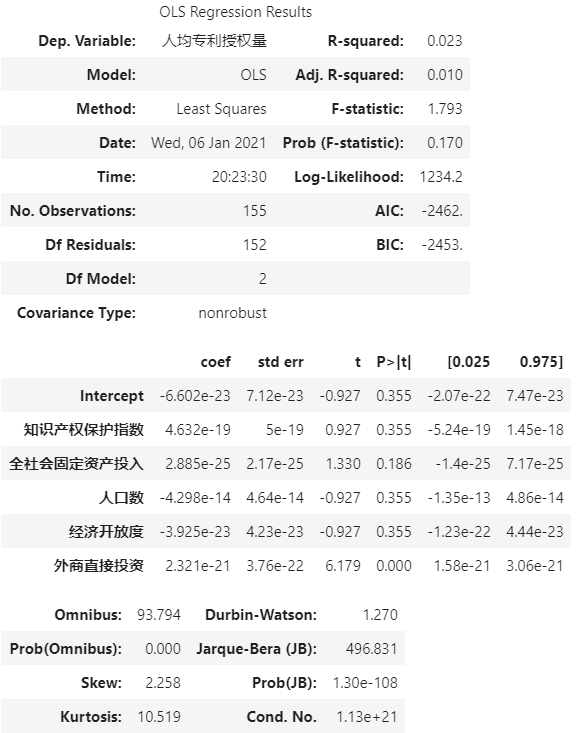 OLS Regression Results
Dep. Variable: 人均专利授权量 R-squared: 0.023
Model: OLS Adj. R-squared: 0.010
Method: Least Squares F-statistic: 1.793
Date: Wed, 06 Jan 2021 Prob (F-statistic): 0.170
Time: 20:23:30 Log-Likelihood: 1234.2
No. Observations: 155 AIC: -2462.
Df Residuals: 152 BIC: -2453.
Df Model: 2
Covariance Type: nonrobust
coef std err t P>|t| [0.025 0.975]
Intercept -6.602e-23 7.12e-23 -0.927 0.355 -2.07e-22 7.47e-23
知识产权保护指数 4.632e-19 5e-19 0.927 0.355 -5.24e-19 1.45e-18
全社会固定资产投入 2.885e-25 2.17e-25 1.330 0.186 -1.4e-25 7.17e-25
人口数 -4.298e-14 4.64e-14 -0.927 0.355 -1.35e-13 4.86e-14
经济开放度 -3.925e-23 4.23e-23 -0.927 0.355 -1.23e-22 4.44e-23
外商直接投资 2.321e-21 3.76e-22 6.179 0.000 1.58e-21 3.06e-21
Omnibus: 93.794 Durbin-Watson: 1.270
Prob(Omnibus): 0.000 Jarque-Bera (JB): 496.831
Skew: 2.258 Prob(JB): 1.30e-108
Kurtosis: 10.519 Cond. No. 1.13e+21